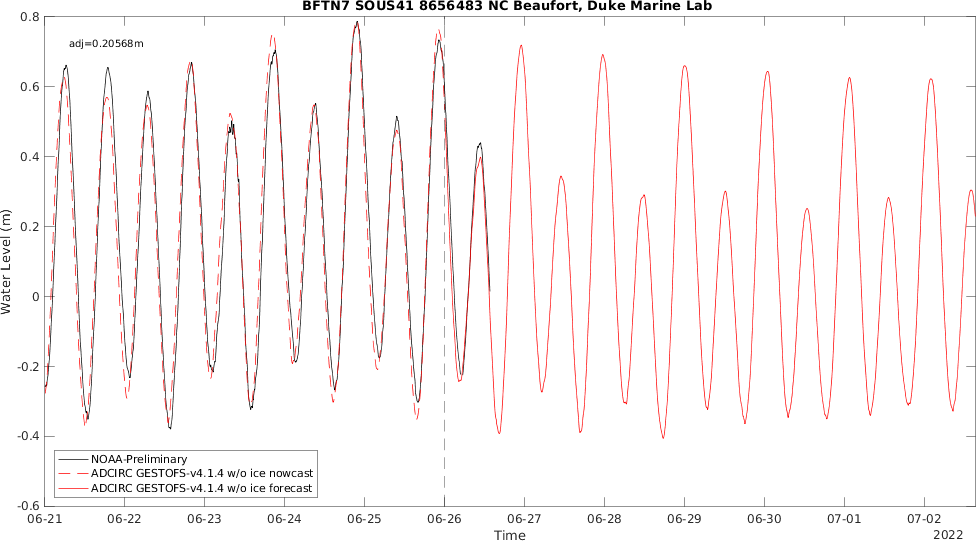 BFTN7 SOUS41 8656483 NC Beaufort, Duke Marine Lab
adj=0.20568m
0.8
0.6
0.4
0.2
0
-0.2
-0.4
-0.6
Water Level (m)
NOAA-Preliminary
ADCIRC GESTOFS-v4.1.4 w/o ice nowcast
ADCIRC GESTOFS-v4.1.4 w/o ice forecast
06-21 06-22 06-23 06-24 06-25 06-26 06-27 06-28 06-29 06-30 07-01 07-02
Time
2022